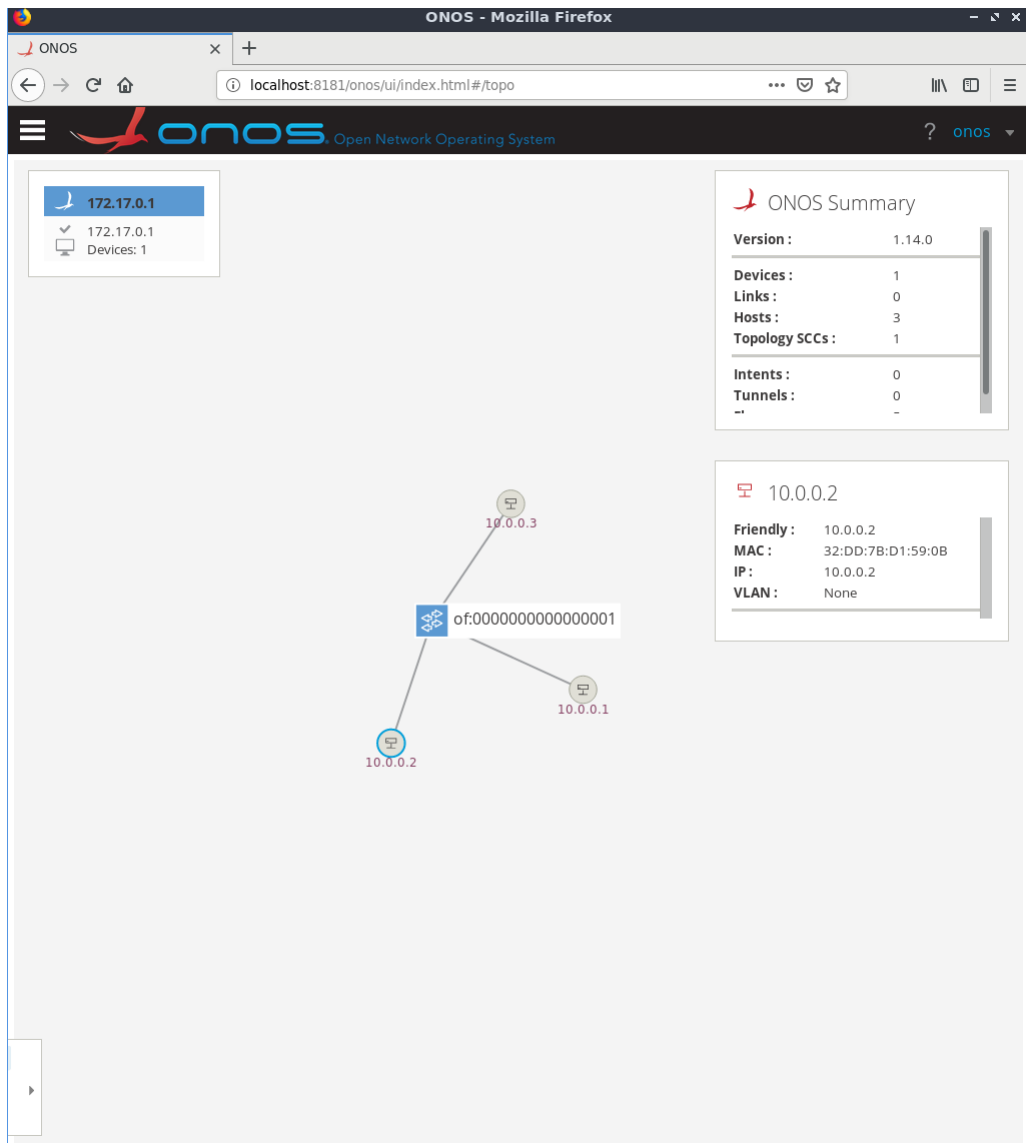 ONOS - Mozilla Firefox
ONOS
localhost:8181/onos/ui/index.html#/topo
onos. Open Network Operating System
? onos
172.17.0.1
172.17.0.1
Devices: 1
ONOS Summary
Version : 1.14.0
Devices : 1
Links : 0
Hosts : 3
Topology SCCs : 1
Intents : 0
Tunnels : 0
10.0.0.2
Friendly : 10.0.0.2
MAC : 32:DD:7B:D1:59:0B
IP : 10.0.0.2
VLAN : None
10.0.0.3
of:0000000000000001
10.0.0.1
10.0.0.2